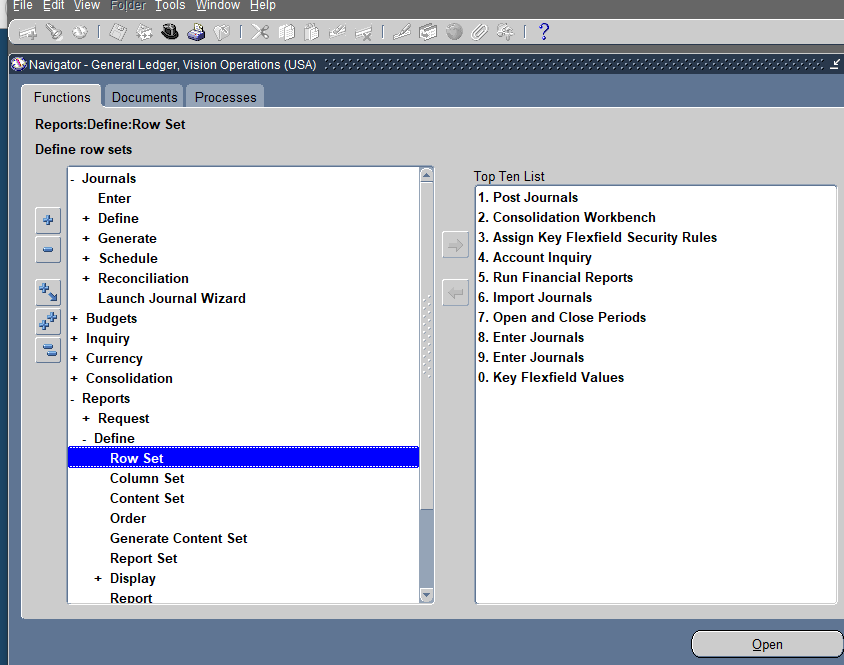 File Edit View Folder Tools Window Help
?
Navigator - General Ledger, Vision Operations (USA)
Functions Documents Processes
Reports:Define:Row Set
Define row sets
- Journals
Enter
+ Define
+ Generate
+ Schedule
+ Reconciliation
Launch Journal Wizard
+ Budgets
+ Inquiry
+ Currency
+ Consolidation
- Reports
+ Request
- Define
Row Set
Column Set
Content Set
Order
Generate Content Set
Report Set
+ Display
Report
Top Ten List
1. Post Journals
2. Consolidation Workbench
3. Assign Key Flexfield Security Rules
4. Account Inquiry
5. Run Financial Reports
6. Import Journals
7. Open and Close Periods
8. Enter Journals
9. Enter Journals
0. Key Flexfield Values
Open